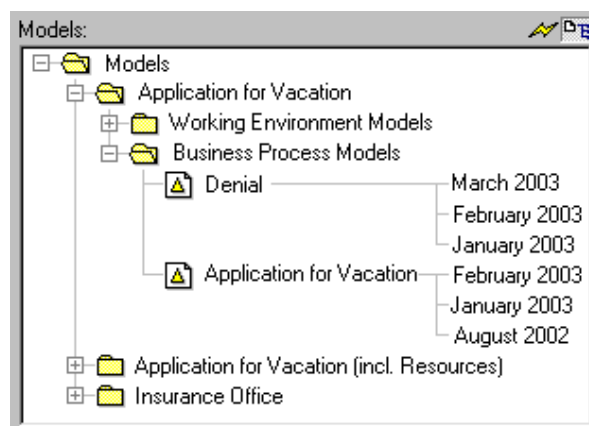 Models:
Models
Application for Vacation
Working Environment Models
Business Process Models
Denial March 2003
February 2003
January 2003
Application for Vacation February 2003
January 2003
August 2002
Application for Vacation (incl. Resources)
Insurance Office